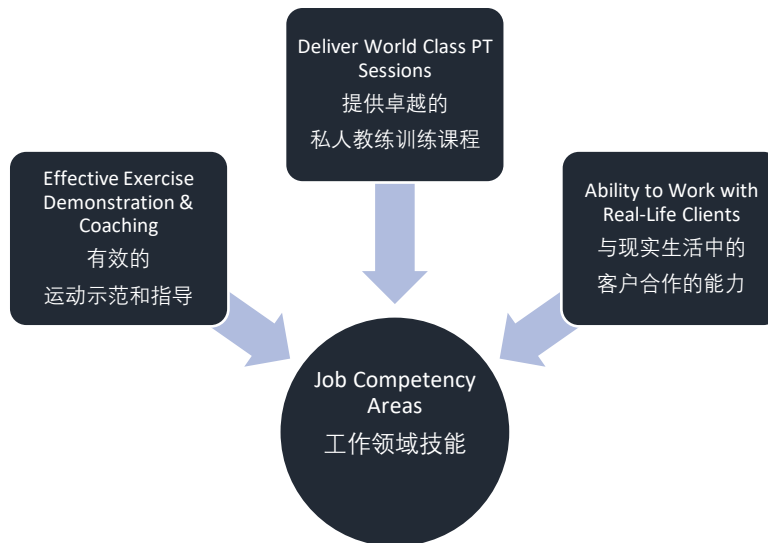 Deliver World Class PT
Sessions
提供卓越的
私人教练训练课程
Effective Exercise
Demonstration &
Coaching
有效的
运动示范和指导
Ability to Work with
Real-Life Clients
与现实生活中的
客户合作的能力
Job Competency
Areas
工作领域技能